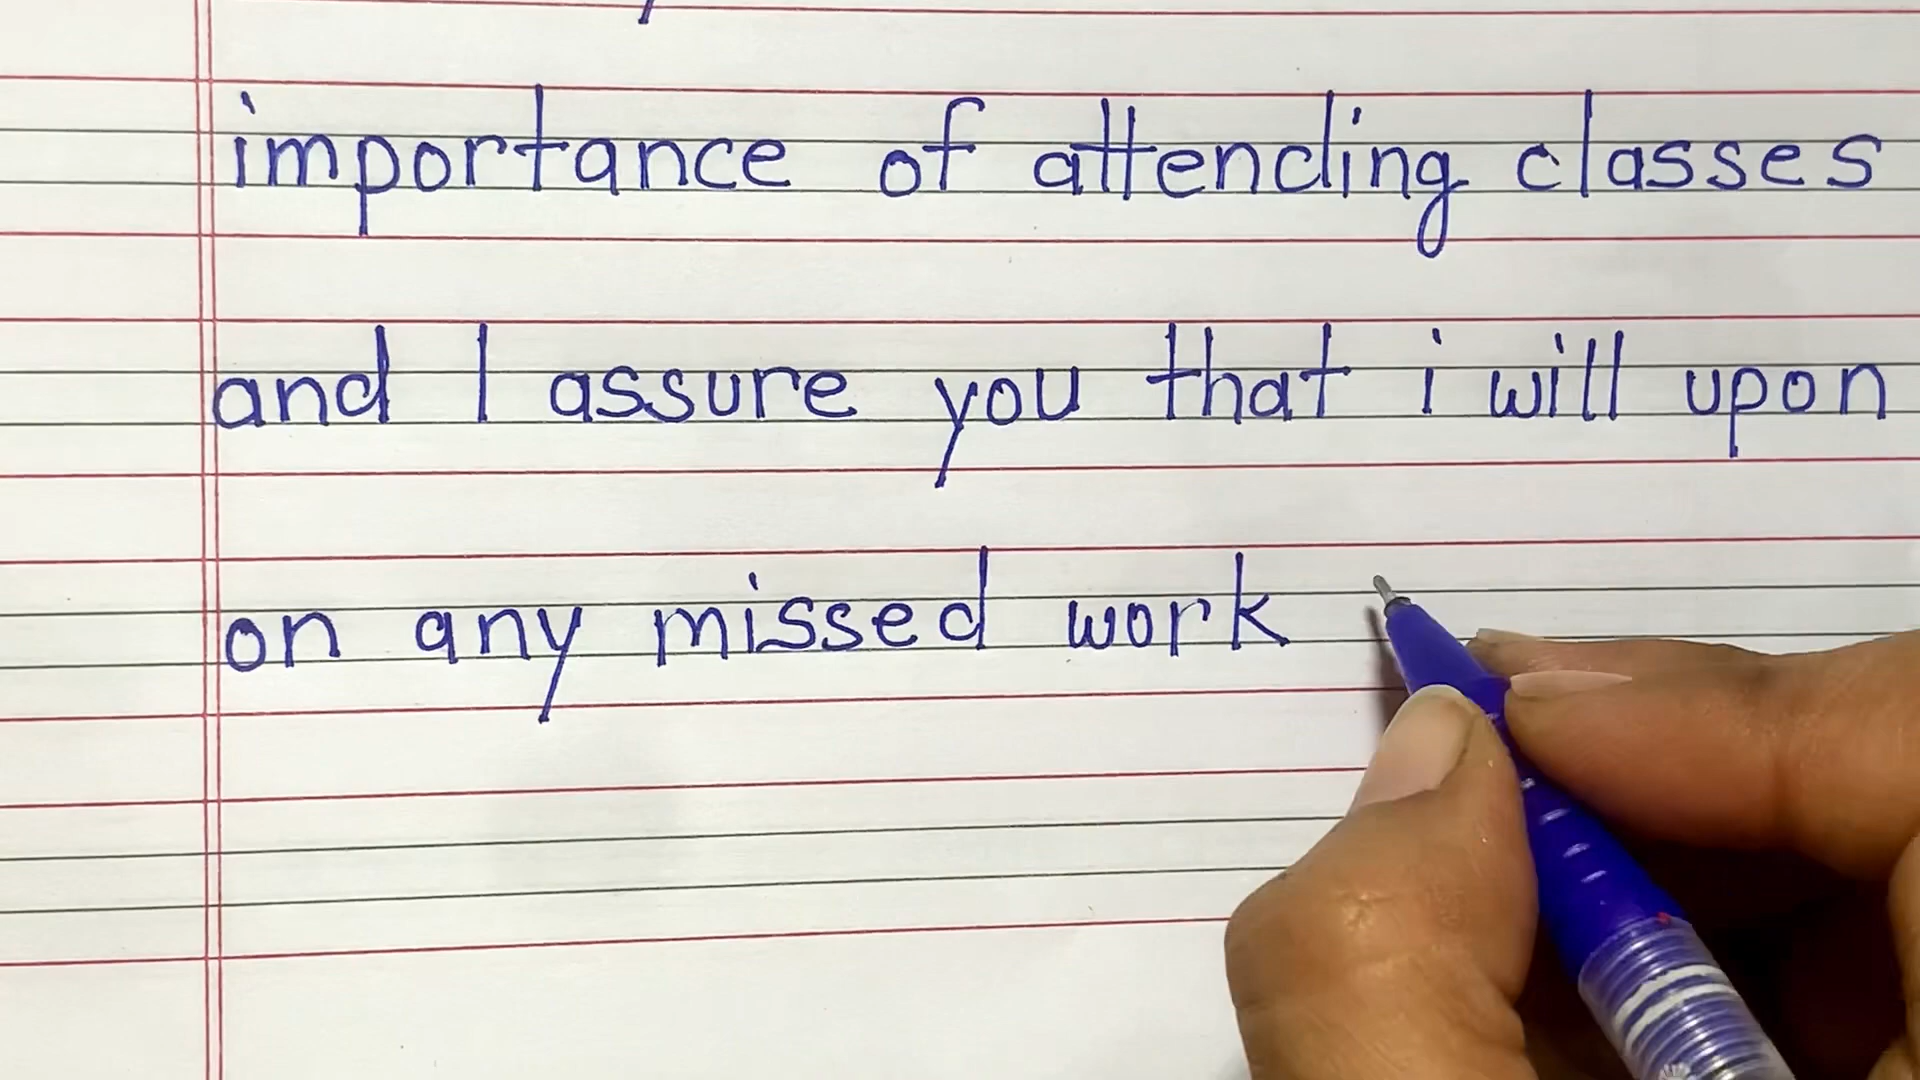 importance of attending classes
and I assure you that i will upon
on any missed work